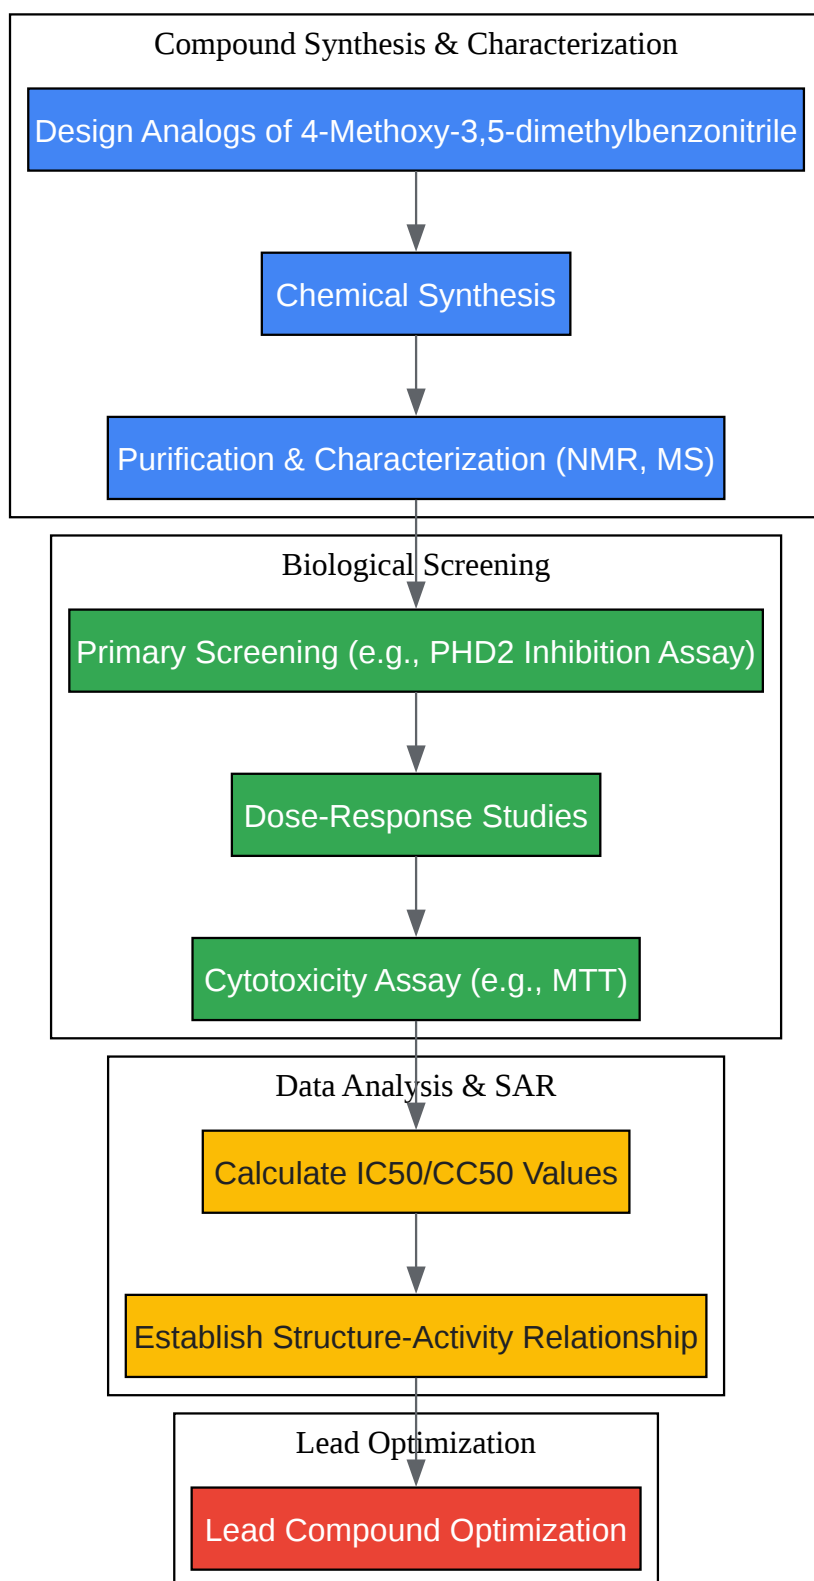 Compound Synthesis & Characterization
Design Analogs of 4-Methoxy-3,5-dimethylbenzonitrile
Chemical Synthesis
Purification & Characterization (NMR, MS)
Biological Screening
Primary Screening (e.g., PHD2 Inhibition Assay)
Dose-Response Studies
Cytotoxicity Assay (e.g., MTT)
Data Analysis & SAR
Calculate IC50/CC50 Values
Establish Structure-Activity Relationship
Lead Optimization
Lead Compound Optimization